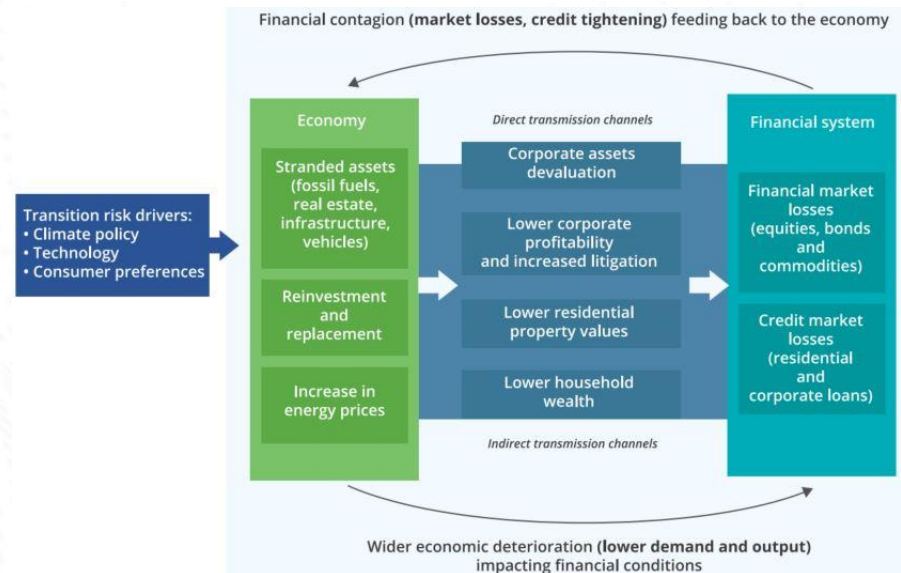 Financial contagion (market losses, credit tightening) feeding back to the economy
Transition risk drivers:
• Climate policy
• Technology
• Consumer preferences
Economy
Stranded assets
(fossil fuels,
real estate,
infrastructure,
vehicles)
Reinvestment
and
replacement
Increase in
energy prices
Direct transmission channels
Corporate assets
devaluation
Lower corporate
profitability
and increased litigation
Lower residential
property values
Lower household
wealth
Indirect transmission channels
Financial system
Financial market
losses
(equities, bonds
and
commodities)
Credit market
losses
(residential
and
corporate loans)
Wider economic deterioration (lower demand and output)
impacting financial conditions